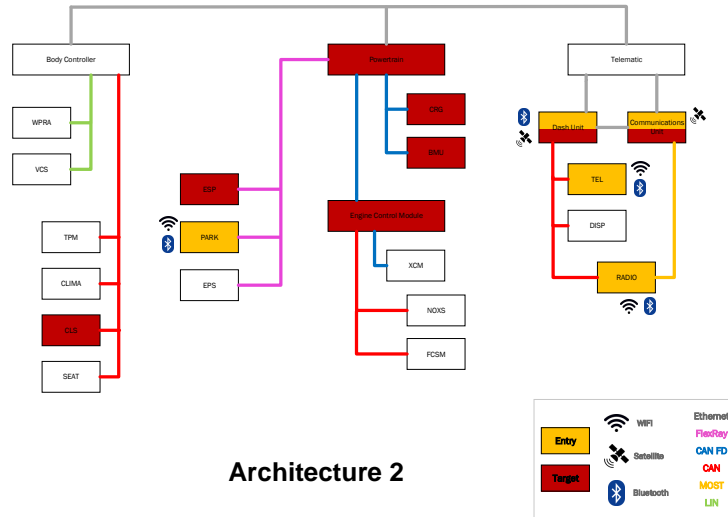 Body Controller
Powertrain
Telematic
WPRA
VCS
TPM
CLIMA
CLS
SEAT
ESP
PARK
EPS
BMU
Engine Control Module
XCM
NOXS
FCSM
Dash Unit
Communications
Unit
TEL
DISP
RADIO
Architecture 2
Entry
Target
WIFI
Satellite
Bluetooth
Ethernet
FlexRay
CAN FD
CAN
MOST
LIN